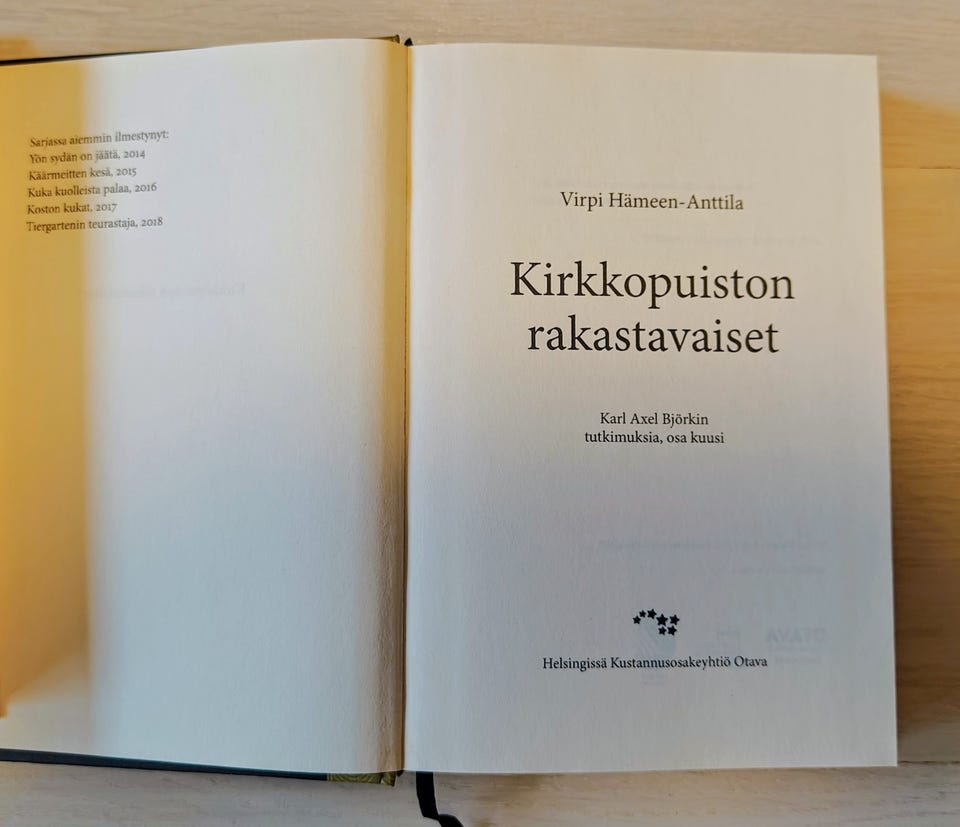 Sarjassa aiemmin ilmestynyt:
Yön sydän on jäätä, 2014
Käärmeitten kesä, 2015
Kuka kuolleista palaa, 2016
Koston kukat, 2017
Tiergartenin teurastaja, 2018
Virpi Hämeen-Anttila
Kirkkopuiston
rakastavaiset
Karl Axel Björkin
tutkimuksia, osa kuusi
Helsingissä Kustannusosakeyhtiö Otava